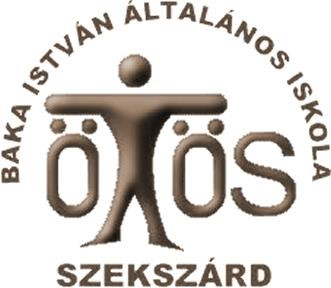 BAKA ISTVÁN ÁLTALÁNOS ISKOLA
ÖTÖS
SZEKSZÁRD